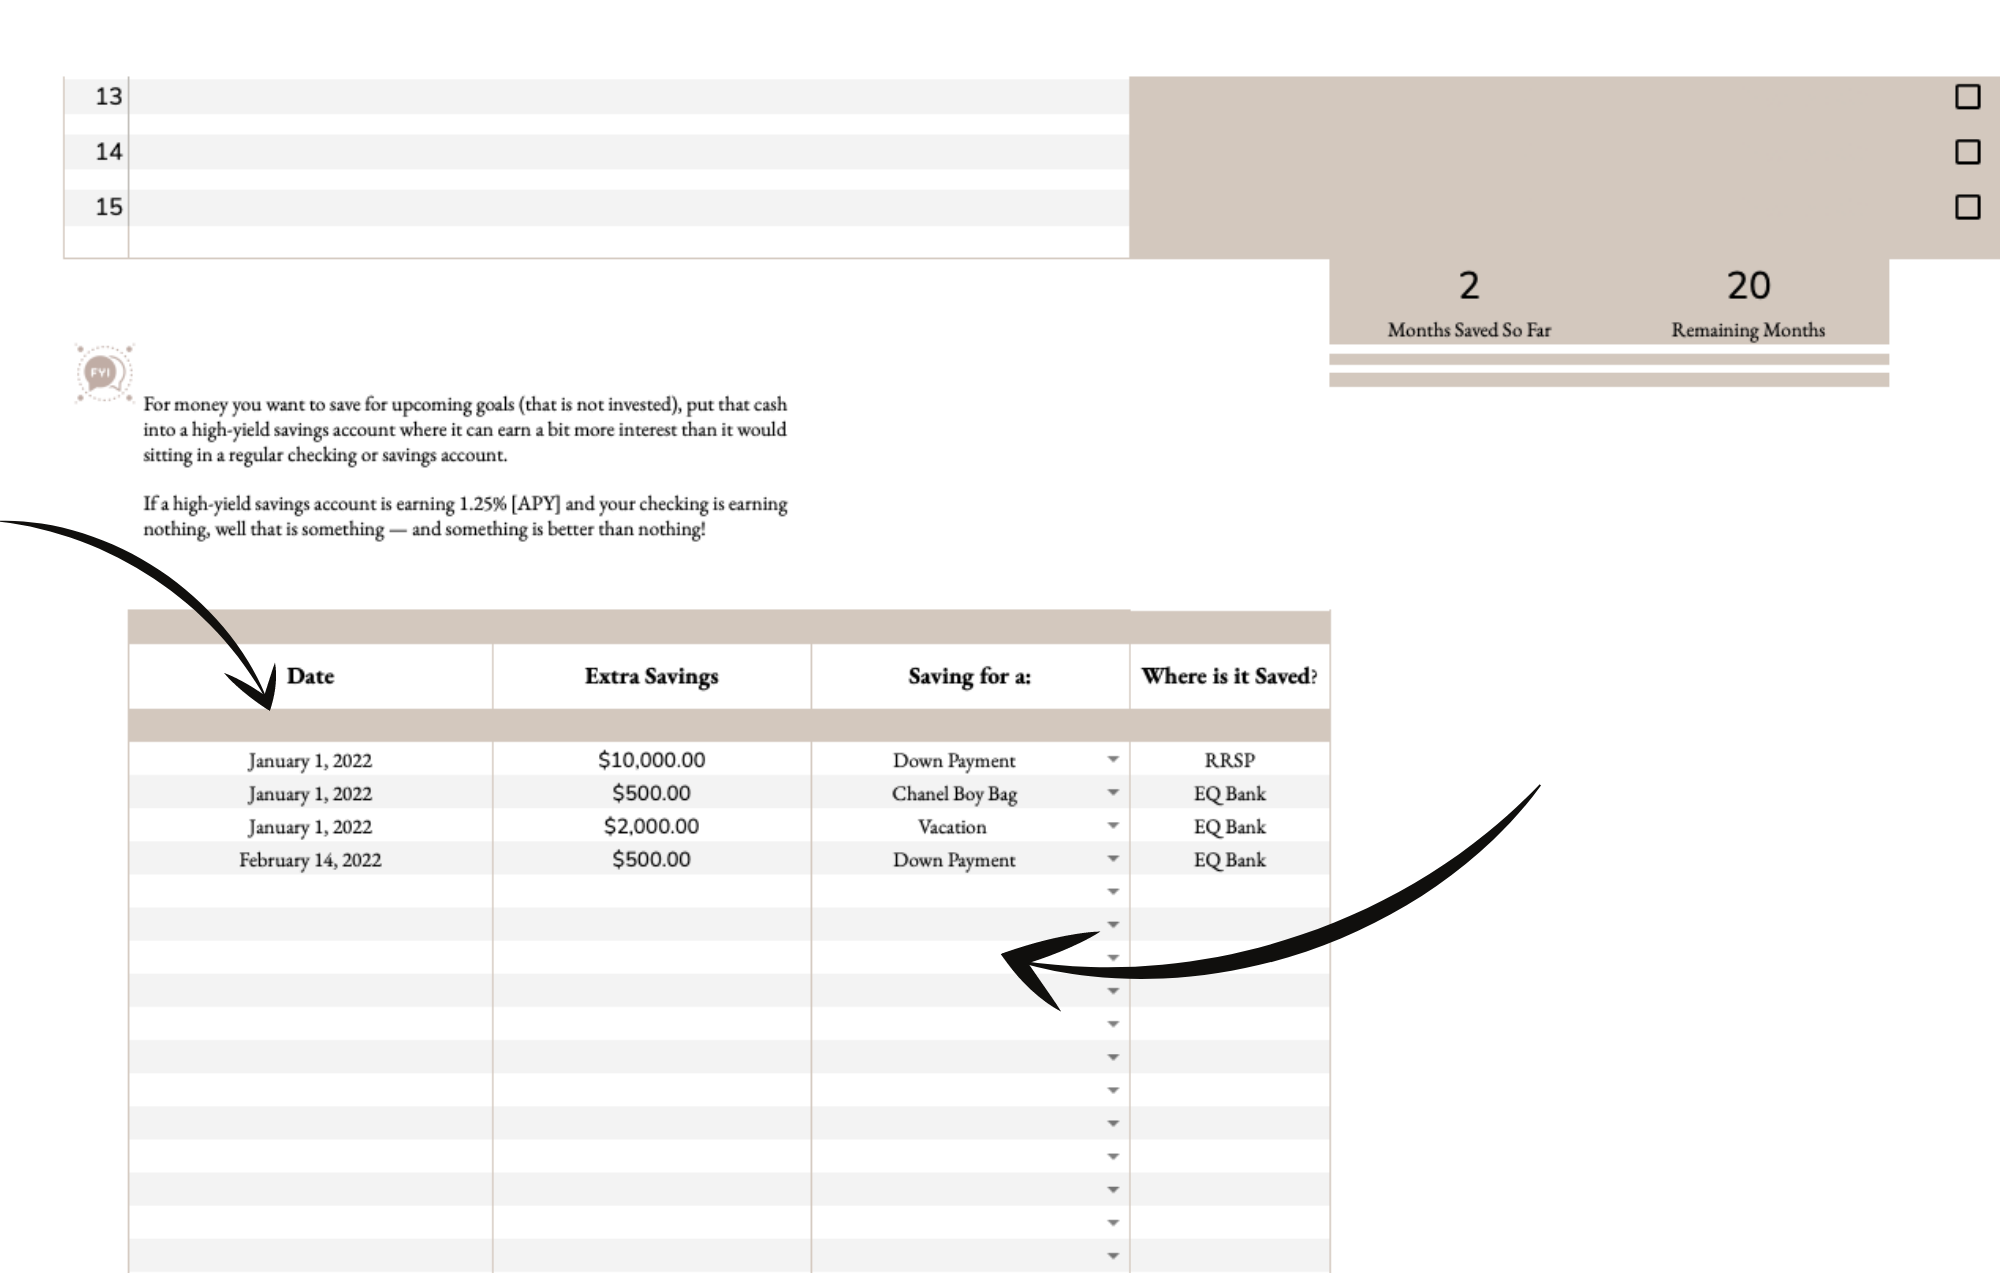 13
14
15
2 20
Months Saved So Far Remaining Months
FYI
For money you want to save for upcoming goals (that is not invested), put that cash
into a high-yield savings account where it can earn a bit more interest than it would
sitting in a regular checking or savings account.
If a high-yield savings account is earning 1.25% [APY] and your checking is earning
nothing, well that is something — and something is better than nothing!
Date Extra Savings Saving for a: Where is it Saved?
January 1, 2022 $10,000.00 Down Payment RRSP
January 1, 2022 $500.00 Chanel Boy Bag EQ Bank
January 1, 2022 $2,000.00 Vacation EQ Bank
February 14, 2022 $500.00 Down Payment EQ Bank